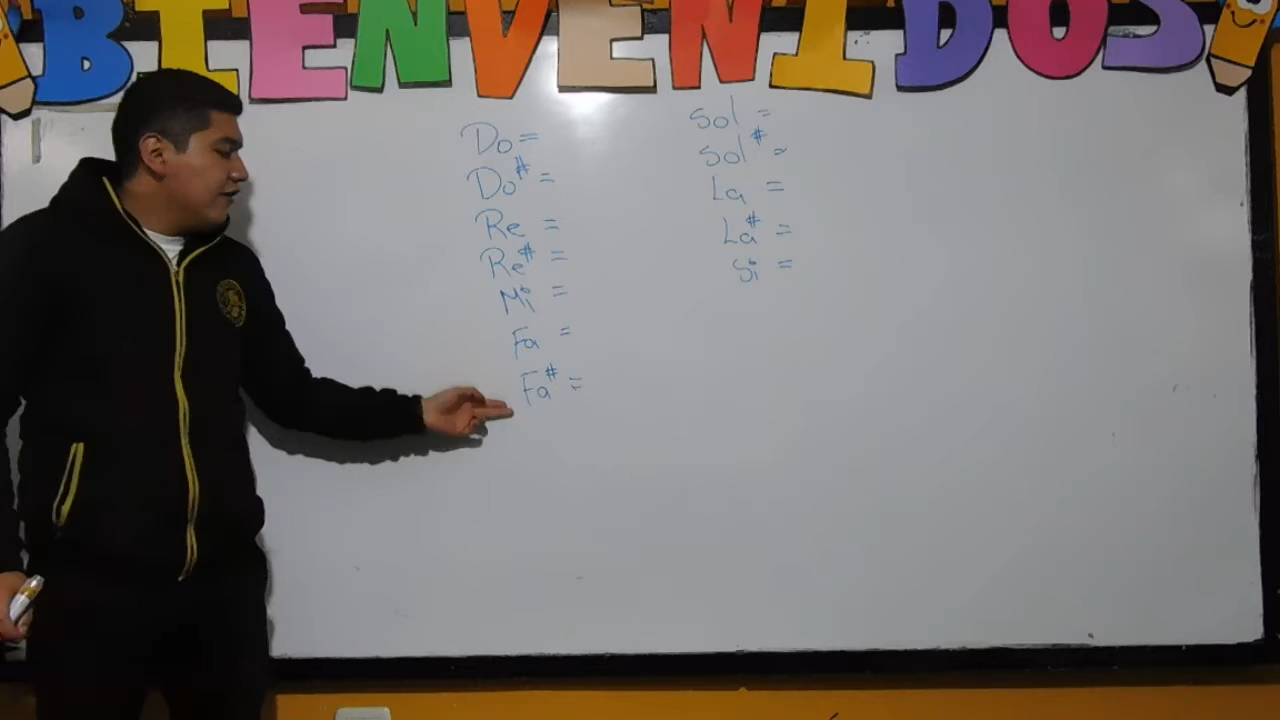 BIENVENIDOS
Do =
Do# =
Re =
Re# =
Mi =
Fa =
Fa# =
Sol =
Sol# =
La =
La# =
Si =